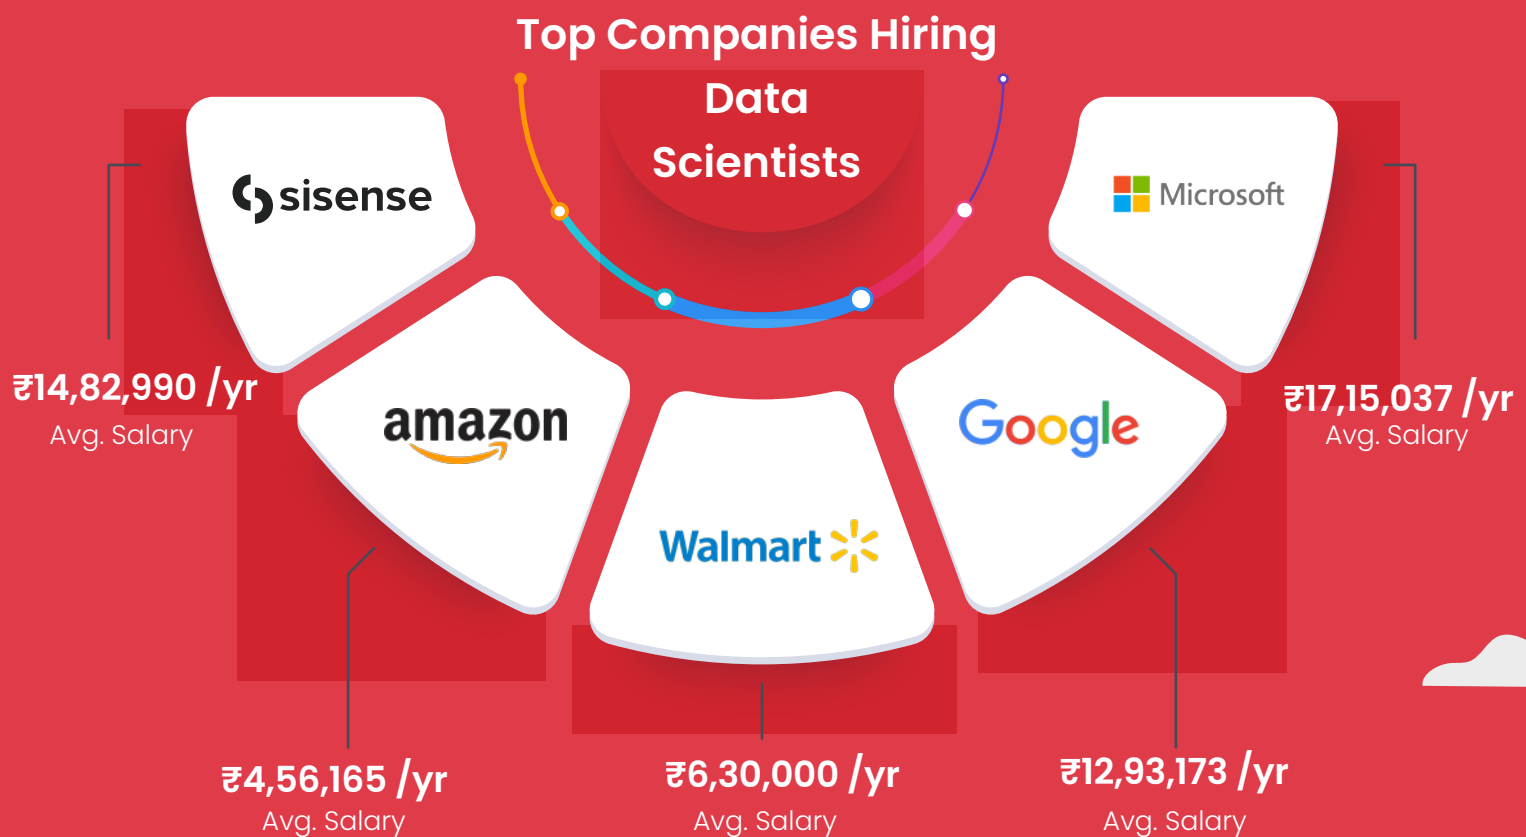 Top Companies Hiring
Data
Scientists
sisense
Microsoft
₹14,82,990 /yr
Avg. Salary
amazon
Google
₹17,15,037 /yr
Avg. Salary
Walmart
₹4,56,165 /yr
Avg. Salary
₹6,30,000 /yr
Avg. Salary
₹12,93,173 /yr
Avg. Salary